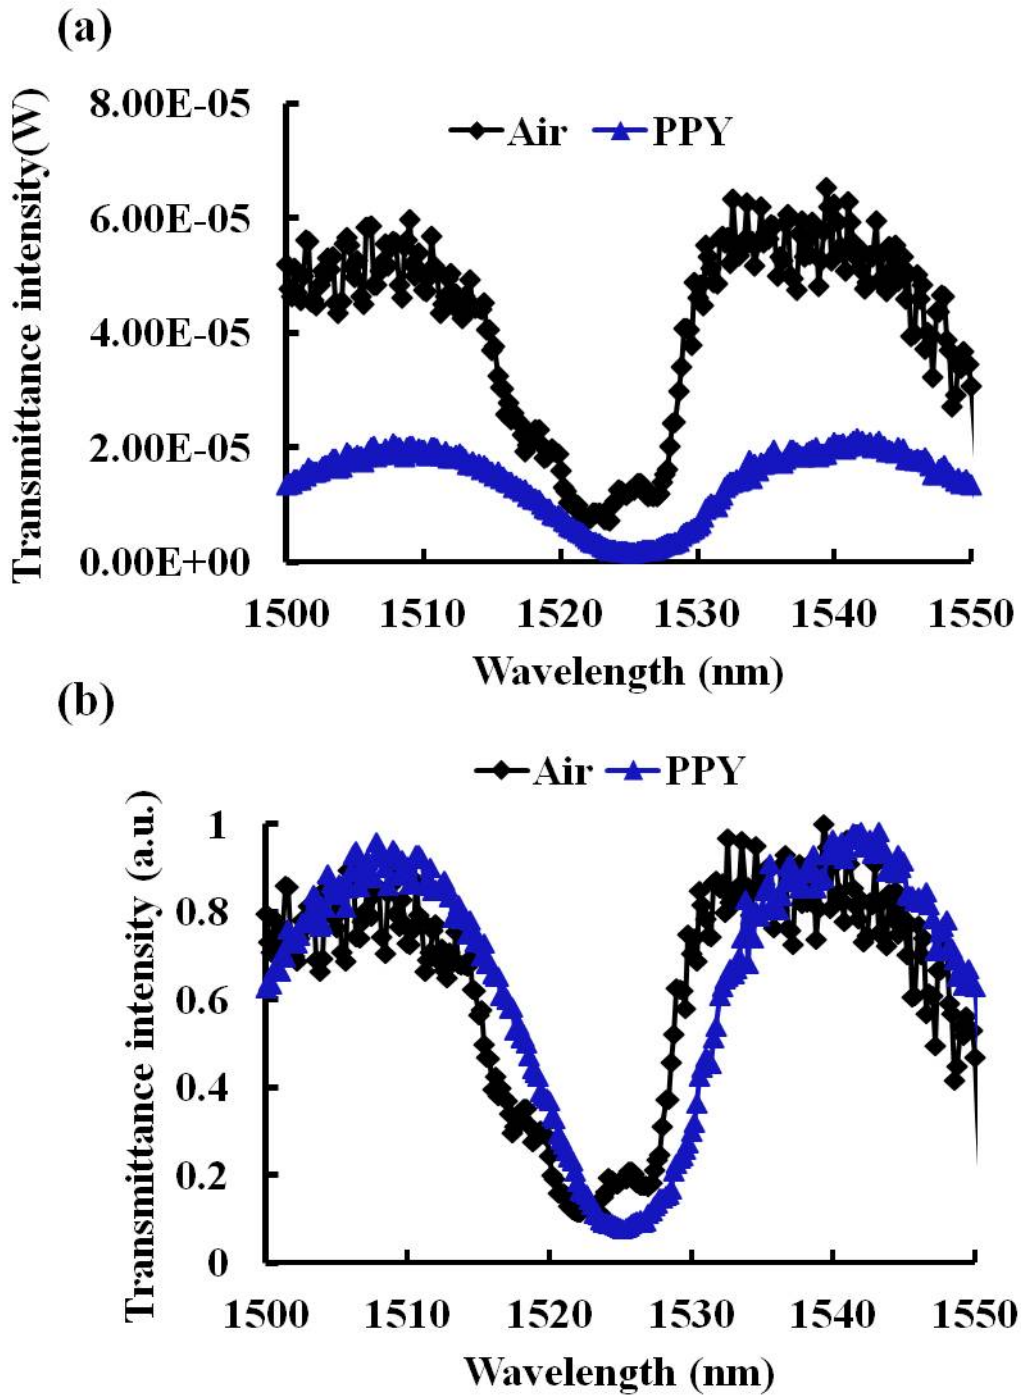 (a)
Transmittance intensity(W)
8.00E-05
6.00E-05
4.00E-05
2.00E-05
0.00E+00
Air PPY
1500 1510 1520 1530 1540 1550
Wavelength (nm)
(b)
Transmittance intensity (a.u.)
Air PPY
1
0.8
0.6
0.4
0.2
0
1500 1510 1520 1530 1540 1550
Wavelength (nm)